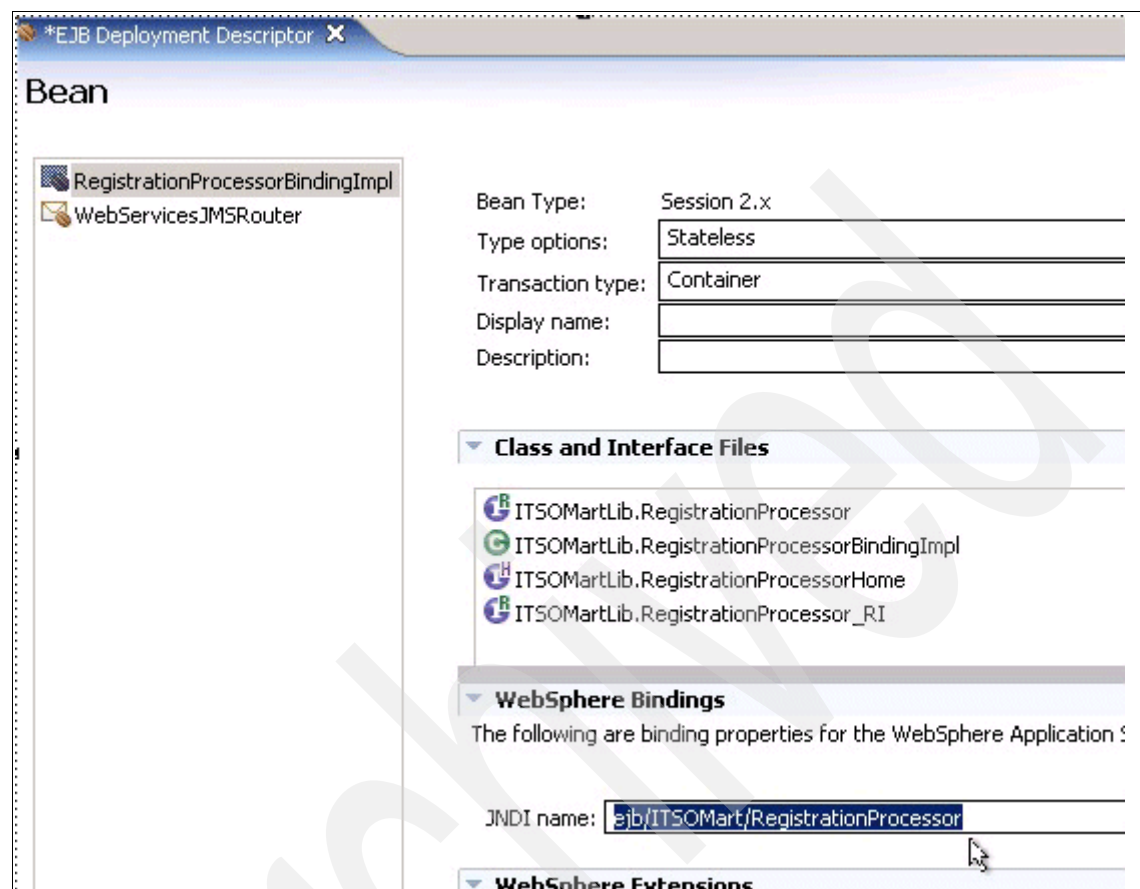 *EJB Deployment Descriptor
Bean
RegistrationProcessorBindingImpl
WebServicesJMSRouter
Bean Type: Session 2.x
Type options: Stateless
Transaction type: Container
Display name:
Description:
Class and Interface Files
ITSOMartLib.RegistrationProcessor
ITSOMartLib.RegistrationProcessorBindingImpl
ITSOMartLib.RegistrationProcessorHome
ITSOMartLib.RegistrationProcessor_RI
WebSphere Bindings
The following are binding properties for the WebSphere Application
JNDI name: ejb/ITSOMart/RegistrationProcessor
WebSphere Extensions